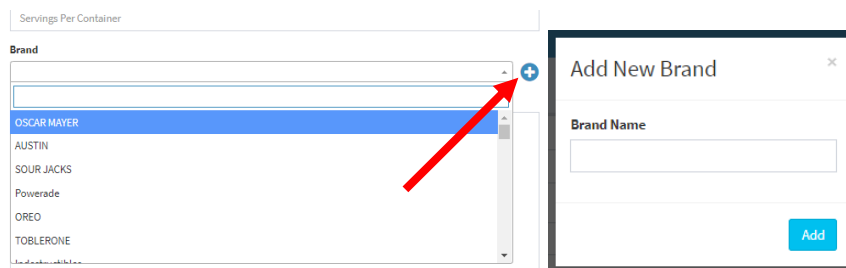 Servings Per Container
Brand
OSCAR MAYER
AUSTIN
SOUR JACKS
Powerade
OREO
TOBLERONE
Add New Brand
×
Brand Name
Add